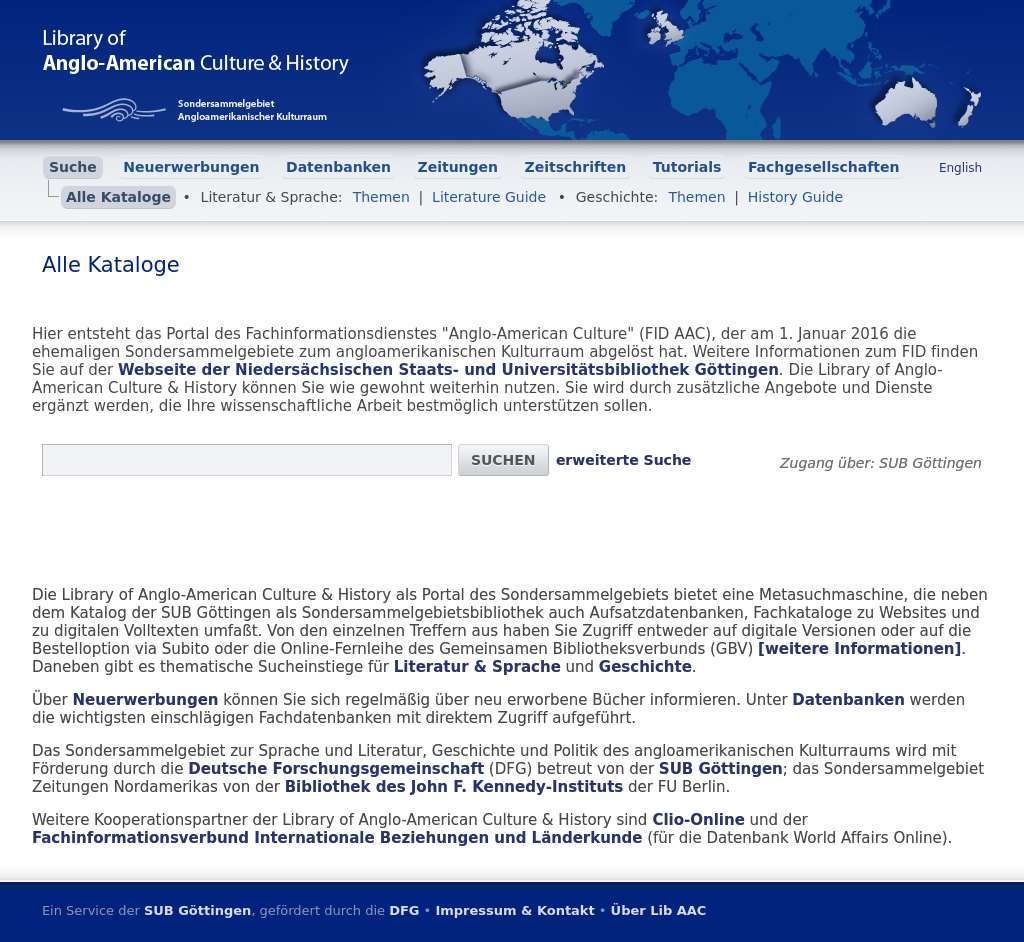 Library of
Anglo-American Culture & History
Sondersammelgebiet
Angloamerikanischer Kulturraum
Suche Neuerwerbungen Datenbanken Zeitungen Zeitschriften Tutorials Fachgesellschaften English
Alle Kataloge • Literatur & Sprache: Themen | Literature Guide • Geschichte: Themen | History Guide
Alle Kataloge
Hier entsteht das Portal des Fachinformationsdienstes "Anglo-American Culture" (FID AAC), der am 1. Januar 2016 die
ehemaligen Sondersammelgebiete zum angloamerikanischen Kulturraum abgelöst hat. Weitere Informationen zum FID finden
Sie auf der Webseite der Niedersächsischen Staats- und Universitätsbibliothek Göttingen. Die Library of Anglo-
American Culture & History können Sie wie gewohnt weiterhin nutzen. Sie wird durch zusätzliche Angebote und Dienste
ergänzt werden, die Ihre wissenschaftliche Arbeit bestmöglich unterstützen sollen.
SUCHEN erweiterte Suche Zugang über: SUB Göttingen
Die Library of Anglo-American Culture & History als Portal des Sondersammelgebiets bietet eine Metasuchmaschine, die neben
dem Katalog der SUB Göttingen als Sondersammelgebietsbibliothek auch Aufsatzdatenbanken, Fachkataloge zu Websites und
zu digitalen Volltexten umfaßt. Von den einzelnen Treffern aus haben Sie Zugriff entweder auf digitale Versionen oder auf die
Bestelloption via Subito oder die Online-Fernleihe des Gemeinsamen Bibliotheksverbunds (GBV) [weitere Informationen].
Daneben gibt es thematische Sucheinstiege für Literatur & Sprache und Geschichte.
Über Neuerwerbungen können Sie sich regelmäßig über neu erworbene Bücher informieren. Unter Datenbanken werden
die wichtigsten einschlägigen Fachdatenbanken mit direktem Zugriff aufgeführt.
Das Sondersammelgebiet zur Sprache und Literatur, Geschichte und Politik des angloamerikanischen Kulturraums wird mit
Förderung durch die Deutsche Forschungsgemeinschaft (DFG) betreut von der SUB Göttingen; das Sondersammelgebiet
Zeitungen Nordamerikas von der Bibliothek des John F. Kennedy-Instituts der FU Berlin.
Weitere Kooperationspartner der Library of Anglo-American Culture & History sind Clio-Online und der
Fachinformationsverbund Internationale Beziehungen und Länderkunde (für die Datenbank World Affairs Online).
Ein Service der SUB Göttingen, gefördert durch die DFG • Impressum & Kontakt • Über Lib AAC